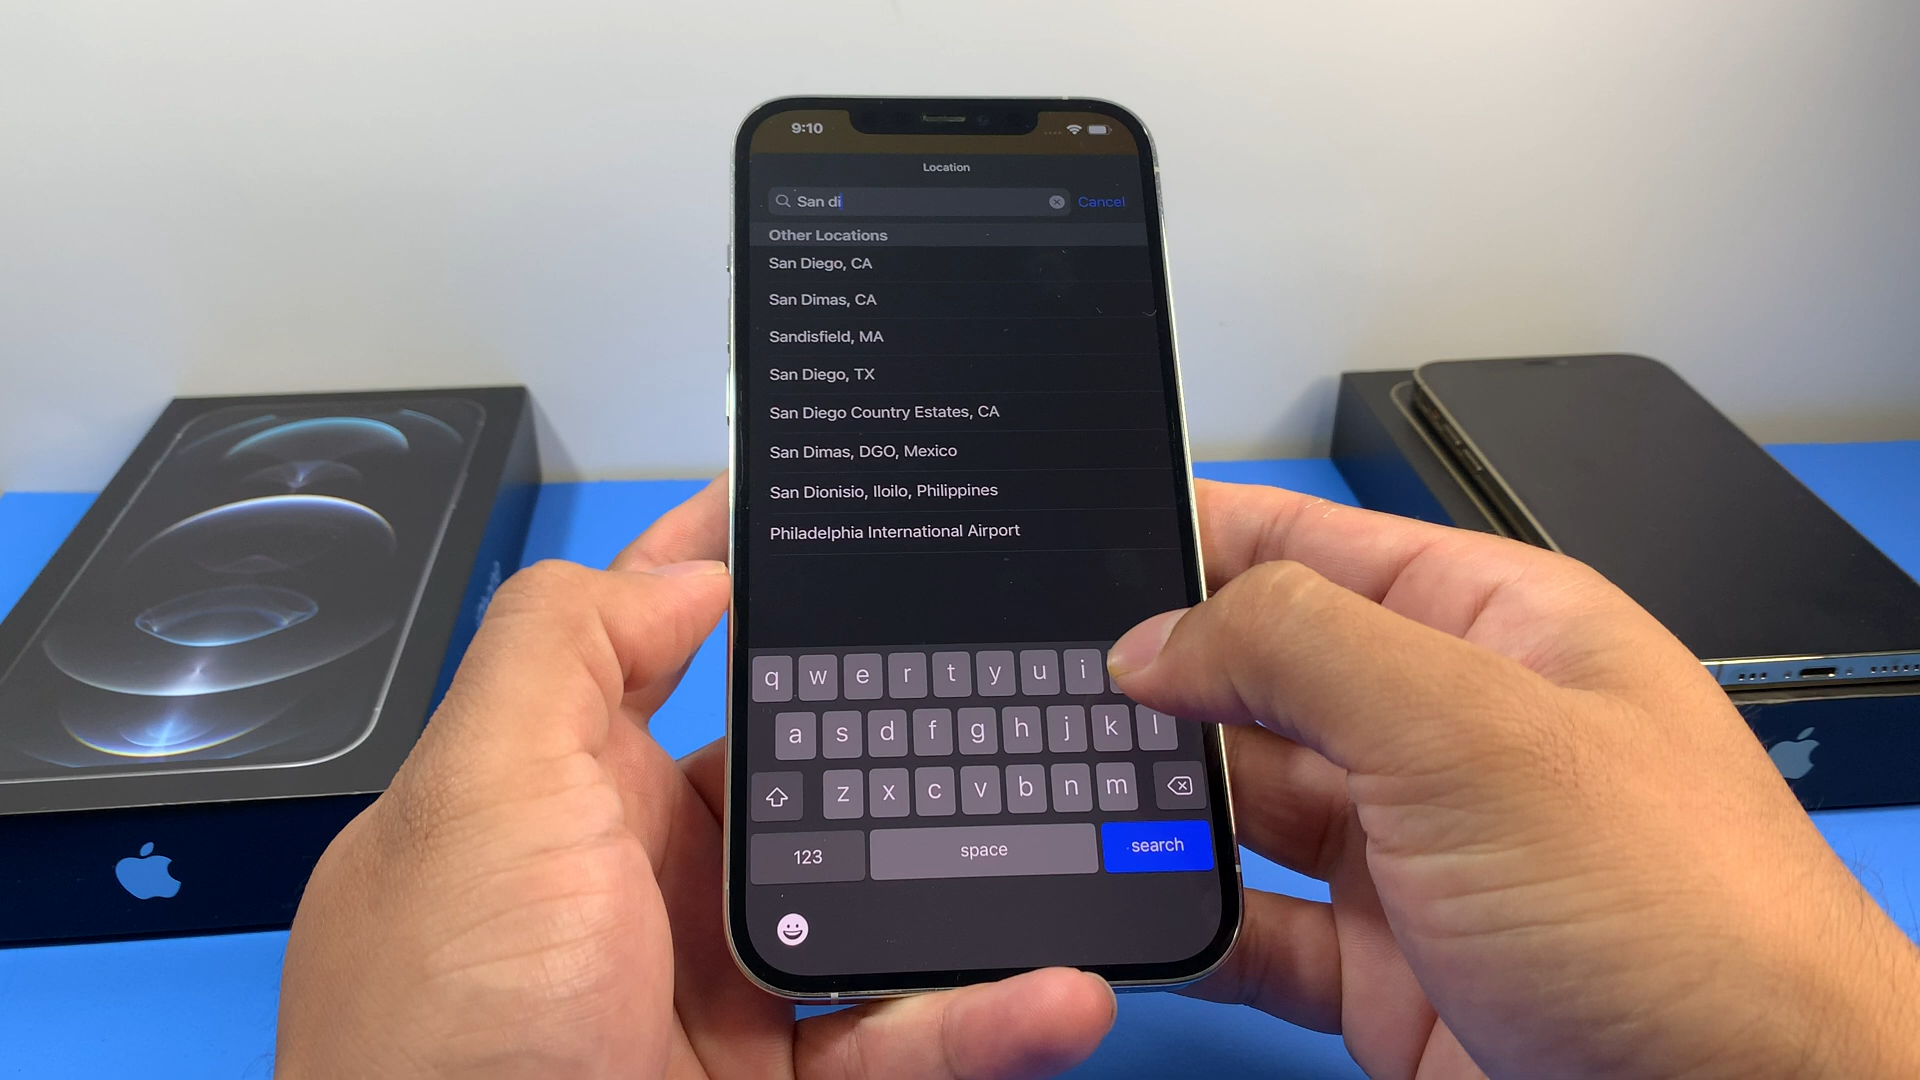 9:10
Location
San di
Cancel
Other Locations
San Diego, CA
San Dimas, CA
Sandisfield, MA
San Diego, TX
San Diego Country Estates, CA
San Dimas, DGO, Mexico
San Dionisio, Iloilo, Philippines
Philadelphia International Airport
q w e r t y u i
a s d f g h j k l
z x c v b n m
123 space search